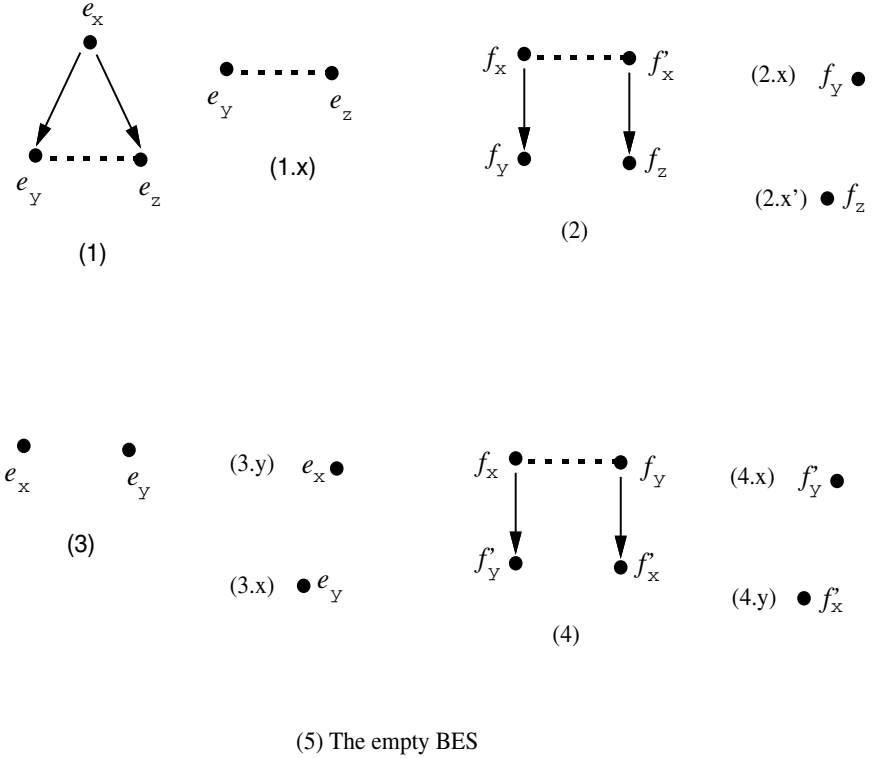 e_x
e_y e_z
(1)
e_y e_z
(1.x)
f_x f'_x
f_y f_z
(2)
(2.x) f_y
(2.x') f_z
e_x e_y
(3)
(3.y) e_x
(3.x) e_y
f_x f_y
f'_y f'_x
(4)
(4.x) f'_y
(4.y) f'_x
(5) The empty BES